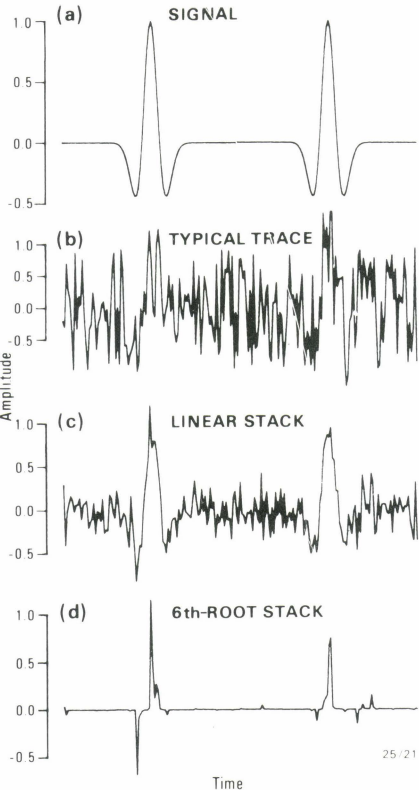 (a) SIGNAL
1.0
0.5
0.0
-0.5
(b) TYPICAL TRACE
1.0
0.5
0.0
-0.5
Amplitude
(c) LINEAR STACK
1.0
0.5
0.0
-0.5
(d) 6th-ROOT STACK
1.0
0.5
0.0
-0.5
25/21
Time